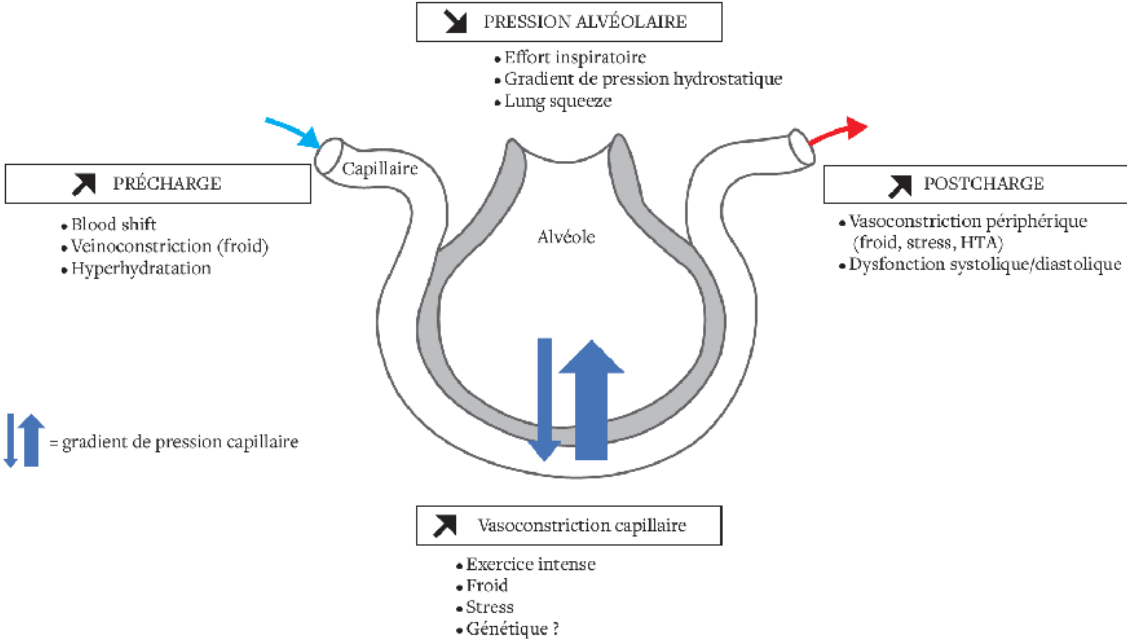 PRESSION ALVÉOLAIRE
• Effort inspiratoire
• Gradient de pression hydrostatique
• Lung squeeze
Capillaire
PRÉCHARGE
• Blood shift
• Veinoconstriction (froid)
• Hyperhydratation
Alvéole
POSTCHARGE
• Vasoconstriction périphérique
(froid, stress, HTA)
• Dysfonction systolique/diastolique
= gradient de pression capillaire
Vasoconstriction capillaire
• Exercice intense
• Froid
• Stress
• Génétique ?